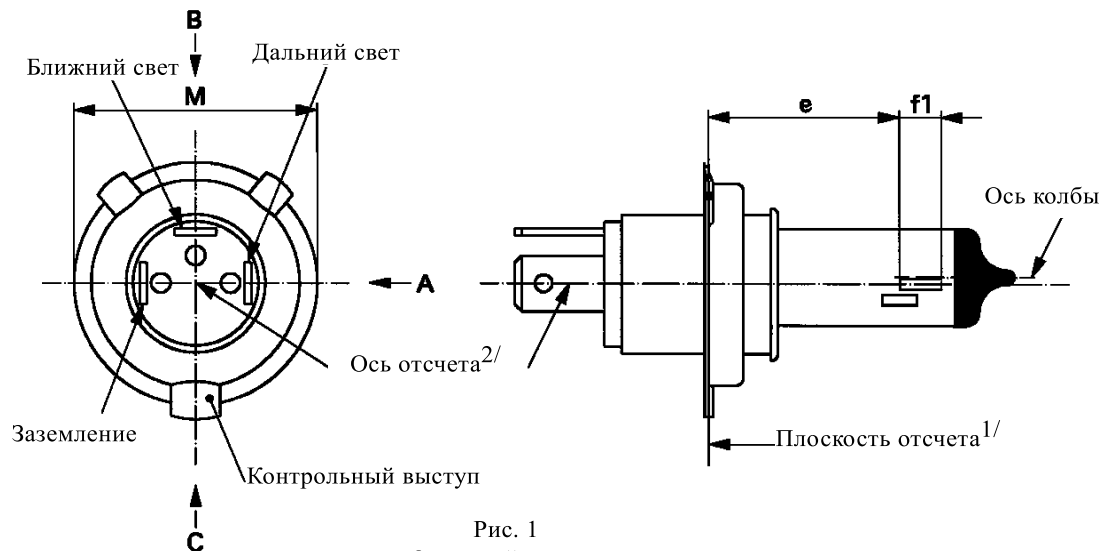 B
Ближний свет
Дальний свет
M
e
f1
Ось колбы
A
Ось отсчета2/
Заземление
Плоскость отсчета1/
Контрольный выступ
Рис. 1
C